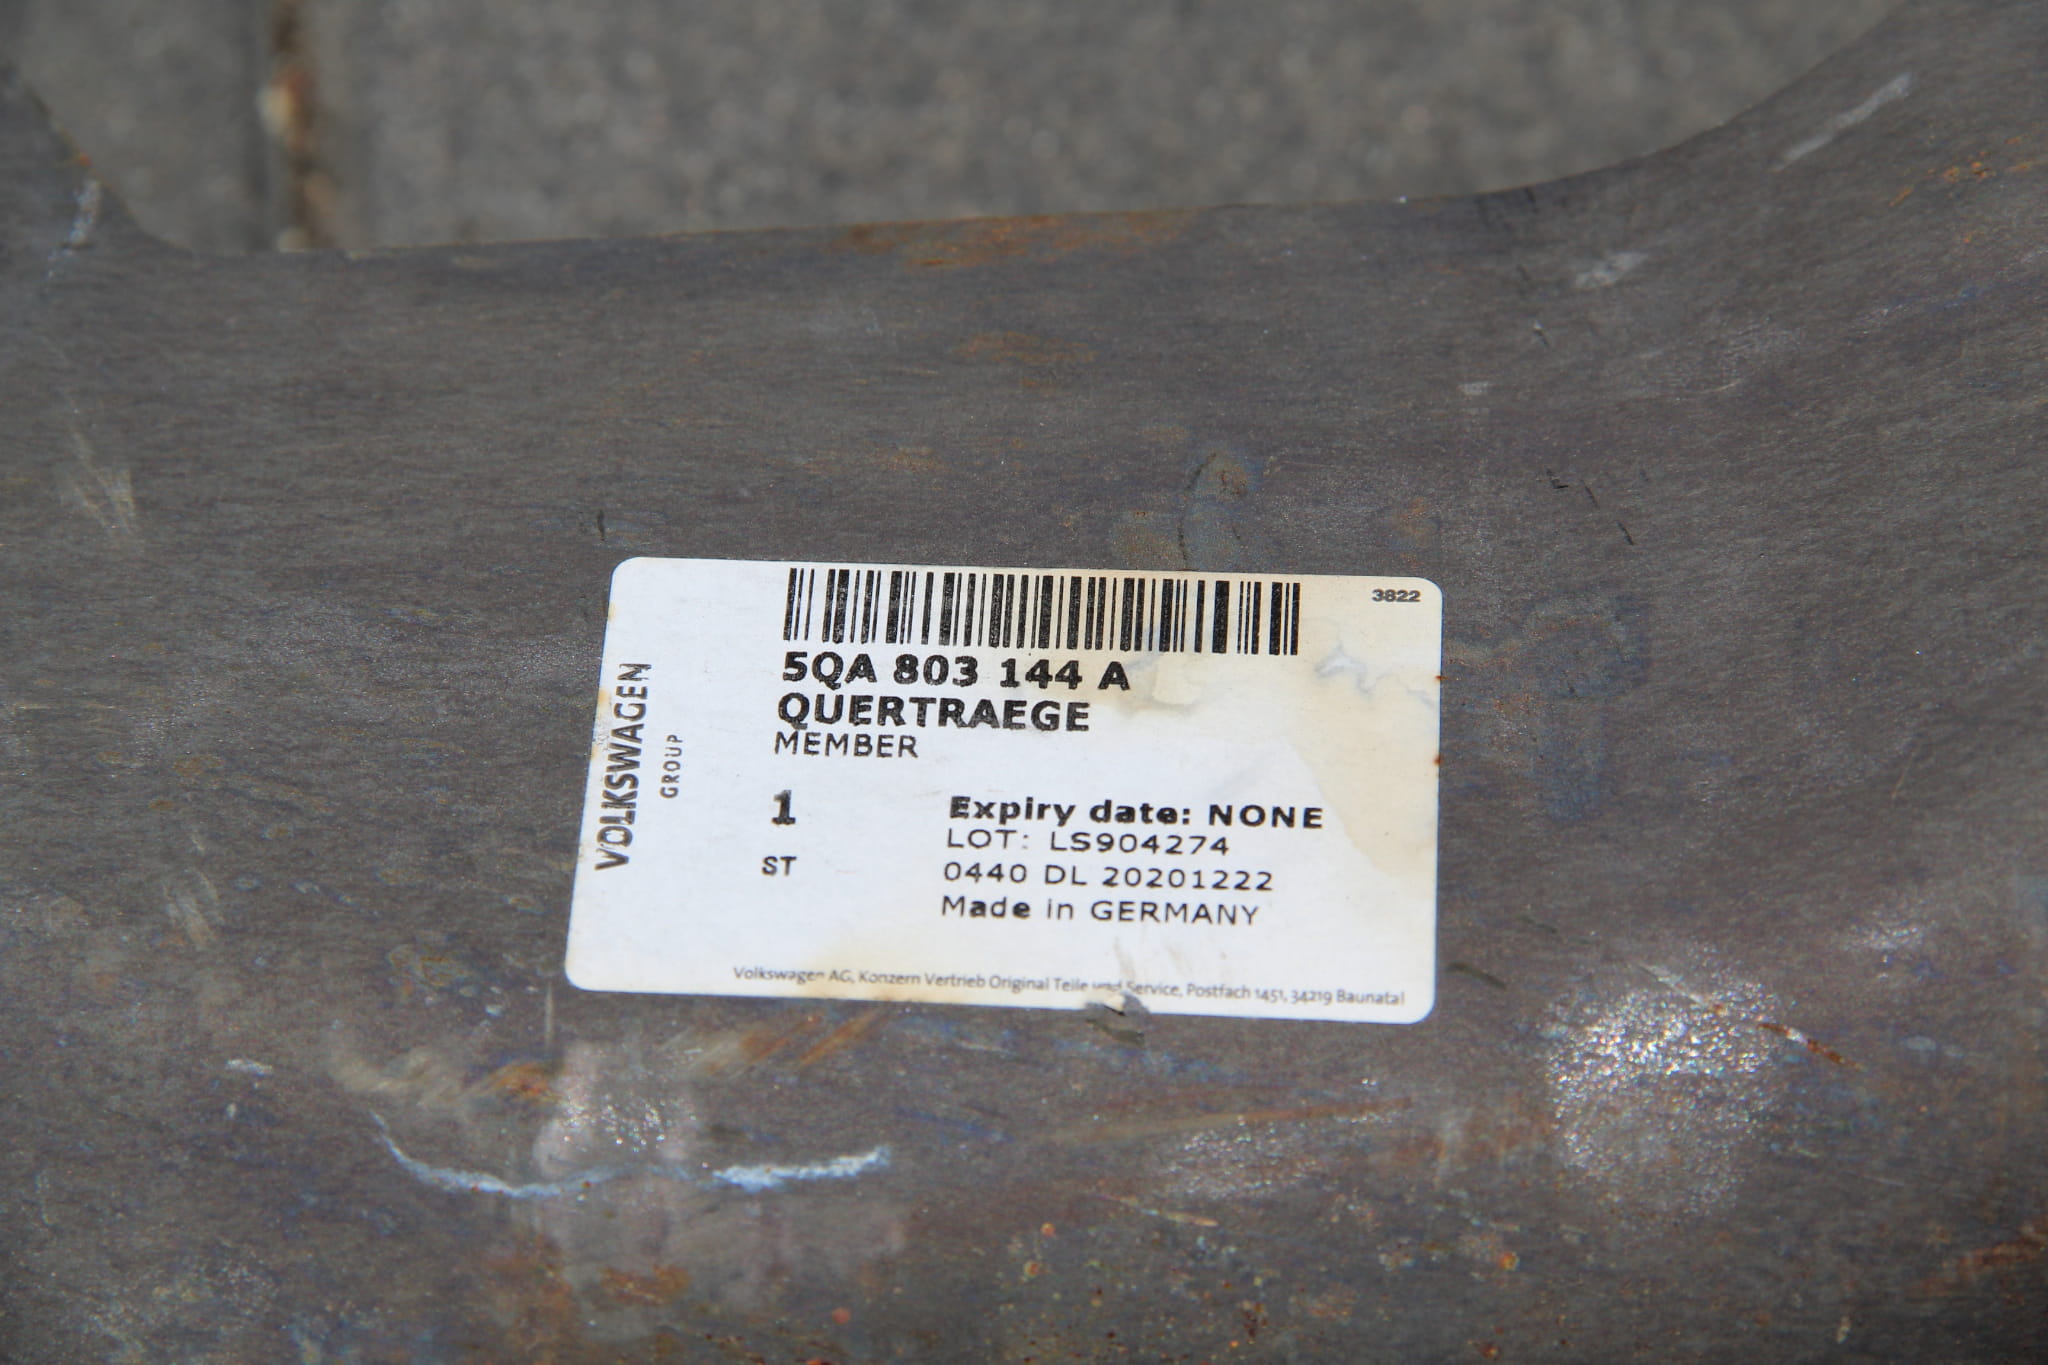 3822
5QA 803 144 A
QUERTRAEGE
MEMBER
VOLKSWAGEN
GROUP
1
ST
Expiry date: NONE
LOT: LS904274
0440 DL 20201222
Made in GERMANY
Volkswagen AG, Konzern Vertrieb Original Teile und Service, Postfach 1451, 34219 Baunatal